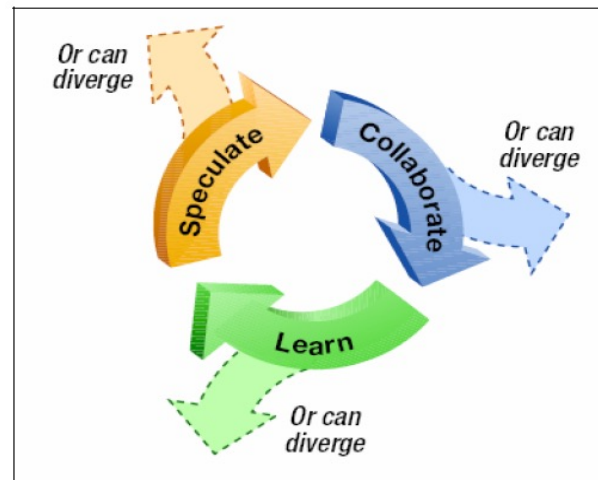 Or can
diverge
Speculate
Collaborate
Or can
diverge
Learn
Or can
diverge